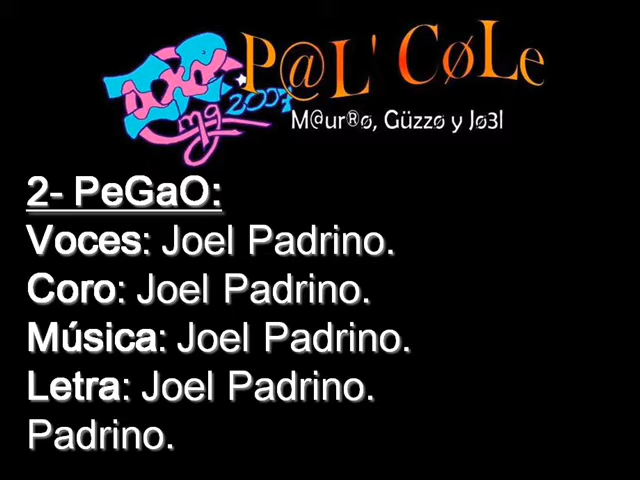 P@L' CøLe
M@ur®ø, Güzzø y Jø3l
2007
mg
2- PeGaO:
Voces: Joel Padrino.
Coro: Joel Padrino.
Música: Joel Padrino.
Letra: Joel Padrino.
Padrino.